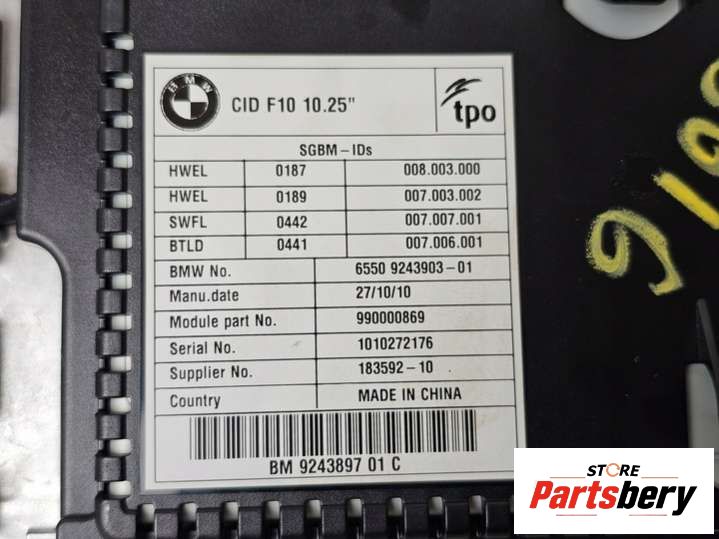 BMW
CID F10 10.25"
tpo
SGBM-IDs
HWEL 0187 008.003.000
HWEL 0189 007.003.002
SWFL 0442 007.007.001
BTLD 0441 007.006.001
BMW No. 6550 9243903-01
Manu.date 27/10/10
Module part No. 990000869
Serial No. 1010272176
Supplier No. 183592-10
Country MADE IN CHINA
BM 9243897 01 C
STORE
Partsbery